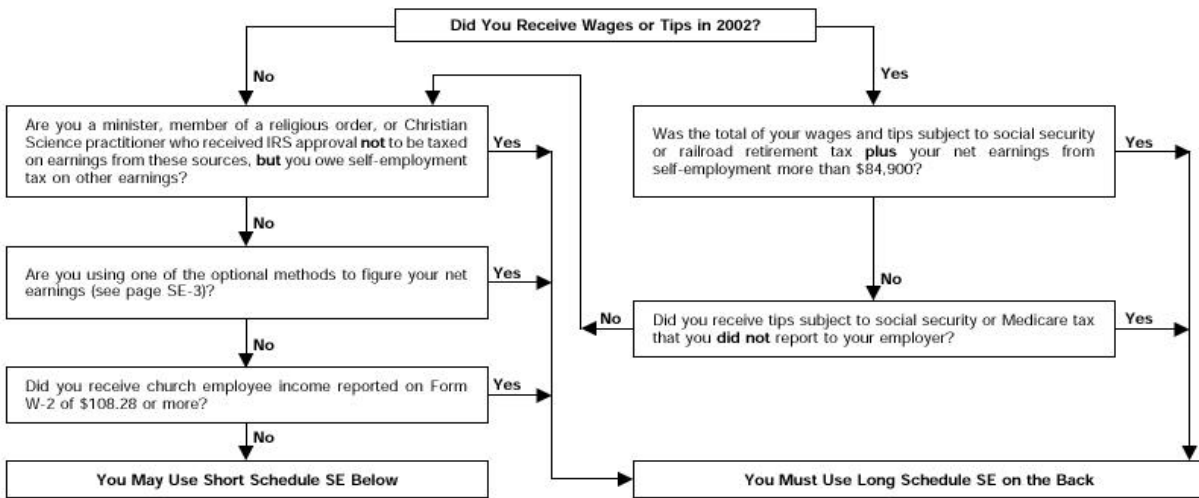 Did You Receive Wages or Tips in 2002?
No
Yes
Are you a minister, member of a religious order, or Christian
Science practitioner who received IRS approval not to be taxed
on earnings from these sources, but you owe self-employment
tax on other earnings?
Yes
Was the total of your wages and tips subject to social security
or railroad retirement tax plus your net earnings from
self-employment more than $84,900?
Yes
No
Are you using one of the optional methods to figure your net
earnings (see page SE-3)?
Yes
No
No
Did you receive tips subject to social security or Medicare tax
that you did not report to your employer?
Yes
No
Did you receive church employee income reported on Form
W-2 of $108.28 or more?
Yes
No
You May Use Short Schedule SE Below
You Must Use Long Schedule SE on the Back